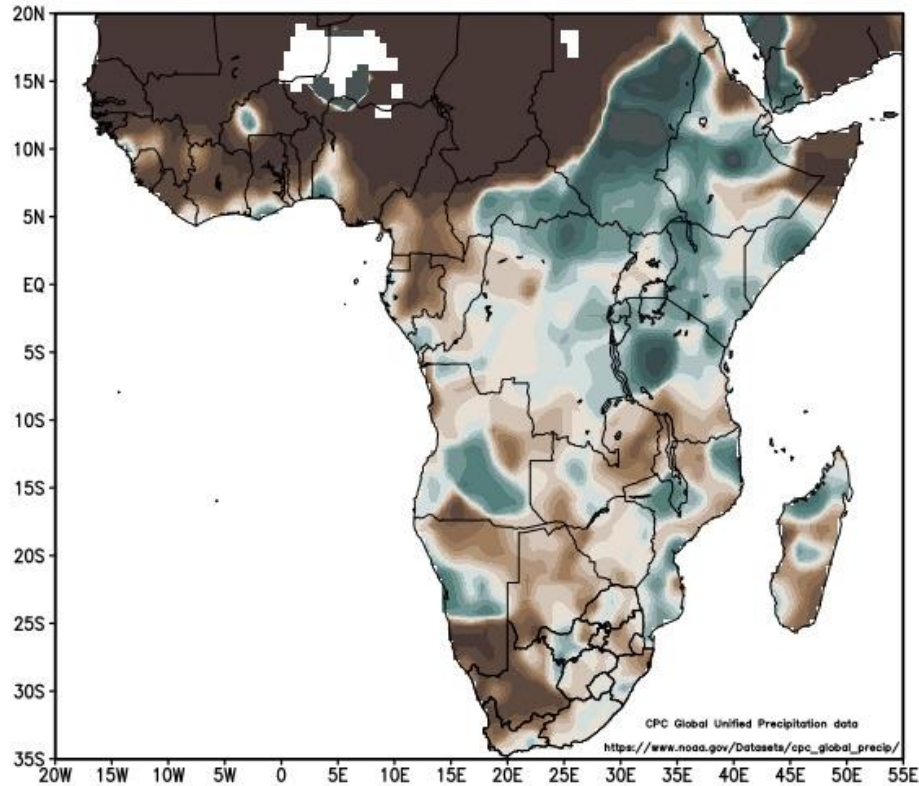 20N
15N
10N
5N
EQ
5S
10S
15S
20S
25S
30S
35S
CPC Global Unified Precipitation data
https://www.noaa.gov/Datasets/cpc_global_precip/
20W 15W 10W 5W 0 5E 10E 15E 20E 25E 30E 35E 40E 45E 50E 55E